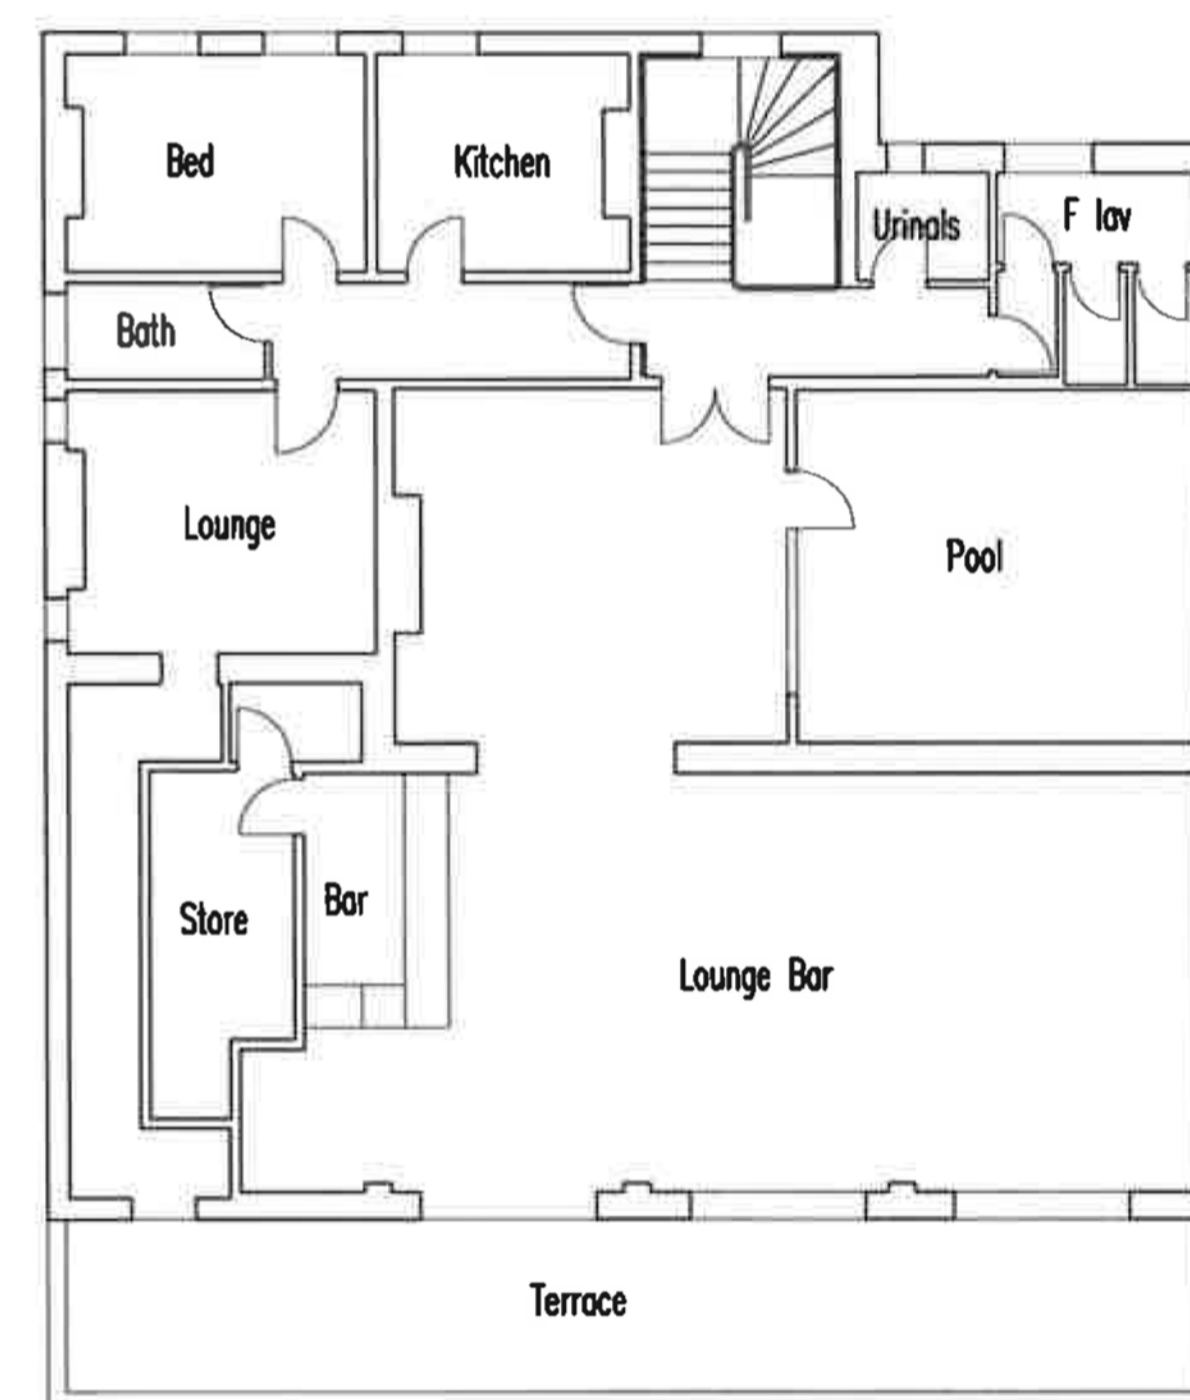 Bed
Kitchen
Urinals
F lav
Bath
Lounge
Pool
Store
Bar
Lounge Bar
Terrace